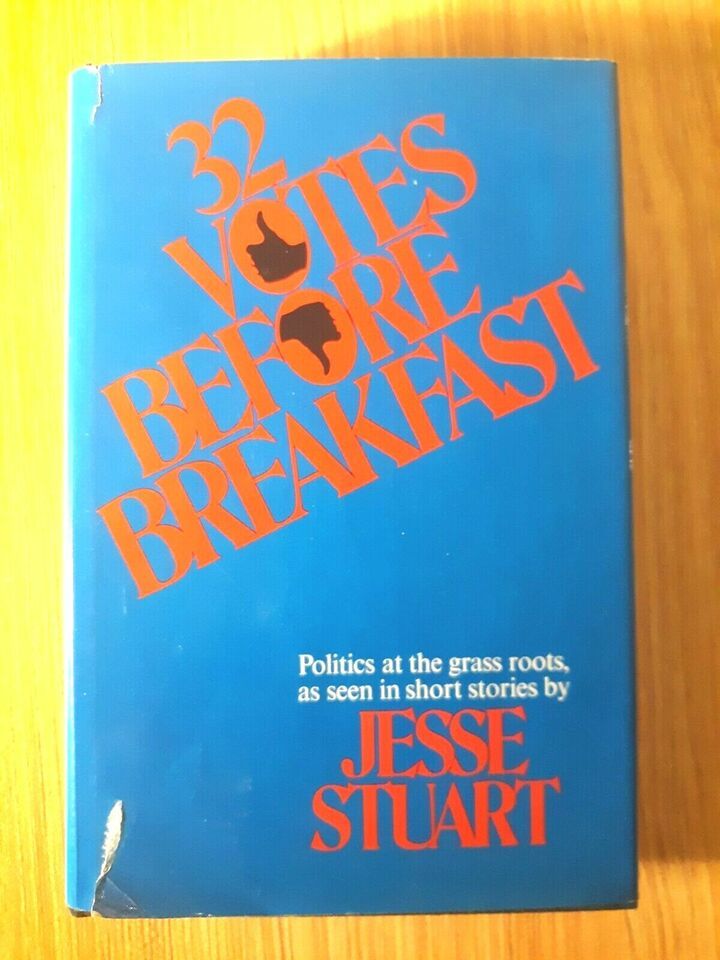 32
VOTES
BEFORE
BREAKFAST
Politics at the grass roots,
as seen in short stories by
JESSE
STUART